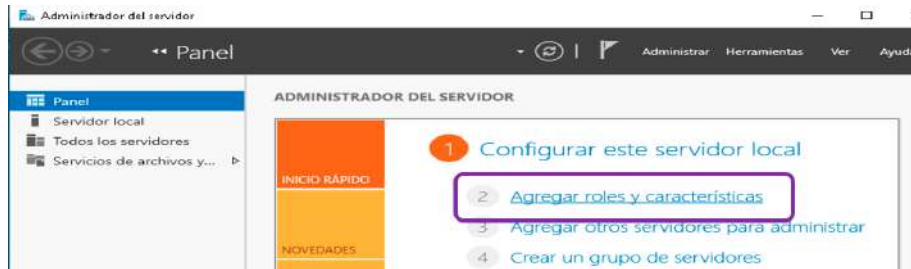 Administrador del servidor
Panel
Administrar Herramientas Ver Ayuda
Panel
Servidor local
Todos los servidores
Servicios de archivos y...
ADMINISTRADOR DEL SERVIDOR
INICIO RÁPIDO
NOVEDADES
1 Configurar este servidor local
2 Agregar roles y características
3 Agregar otros servidores para administrar
4 Crear un grupo de servidores